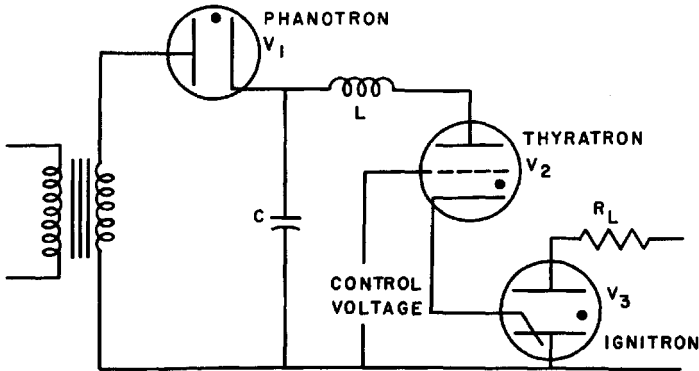 PHANOTRON
V1
L
THYRATRON
V2
C
RL
CONTROL
VOLTAGE
V3
IGNITRON